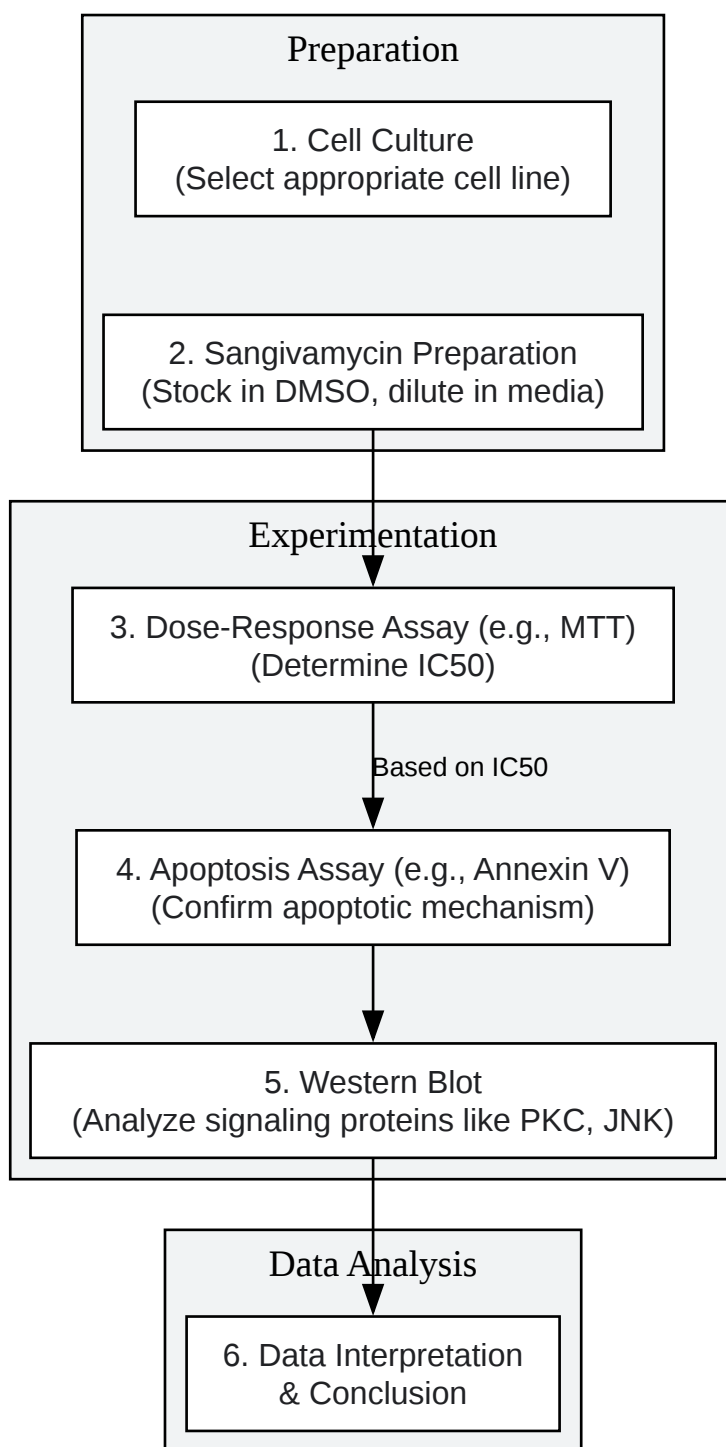 Preparation
1. Cell Culture
(Select appropriate cell line)
2. Sangivamycin Preparation
(Stock in DMSO, dilute in media)
Experimentation
3. Dose-Response Assay (e.g., MTT)
(Determine IC50)
Based on IC50
4. Apoptosis Assay (e.g., Annexin V)
(Confirm apoptotic mechanism)
5. Western Blot
(Analyze signaling proteins like PKC, JNK)
Data Analysis
6. Data Interpretation
& Conclusion